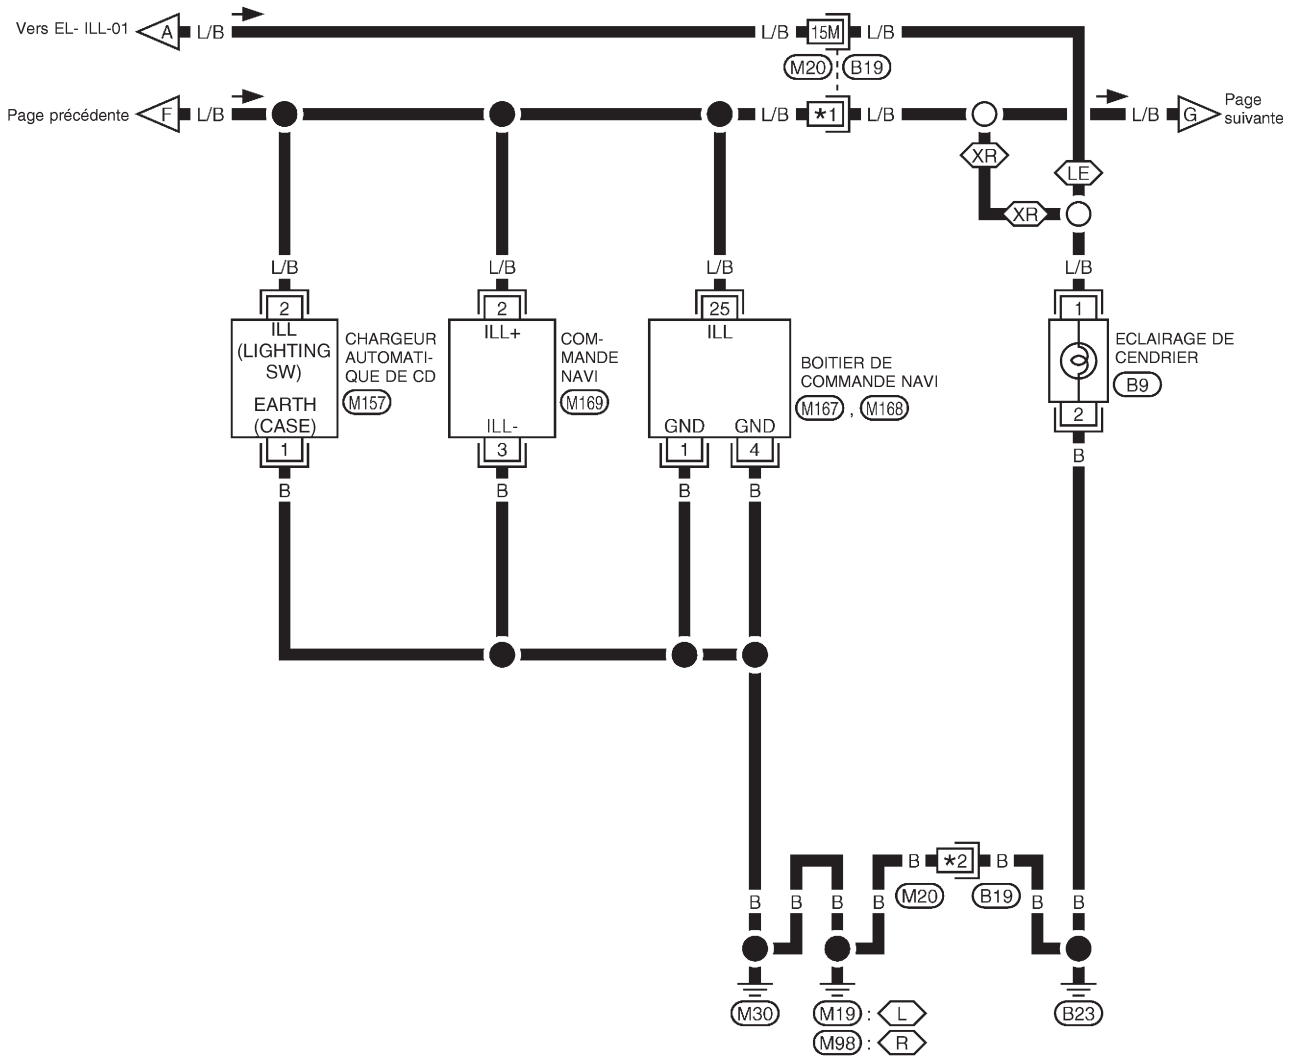 Vers EL- ILL-01 A L/B L/B 15M L/B
M20 B19
Page précédente F L/B L/B *1 L/B L/B G Page
suivante
XR LE
XR
L/B L/B L/B L/B
2 2 25 1
ILL
(LIGHTING
SW)
EARTH
(CASE)
1
CHARGEUR
AUTOMATI-
QUE DE CD
M157
ILL+
ILL-
3
COM-
MANDE
NAVI
M169
ILL
GND GND
1 4
BOITIER DE
COMMANDE NAVI
M167 , M168
ECLAIRAGE DE
CENDRIER
B9
2
B
B B B B
B *2 B
M20 B19
B B B B B B
M30 M19 : L B23
M98 : R